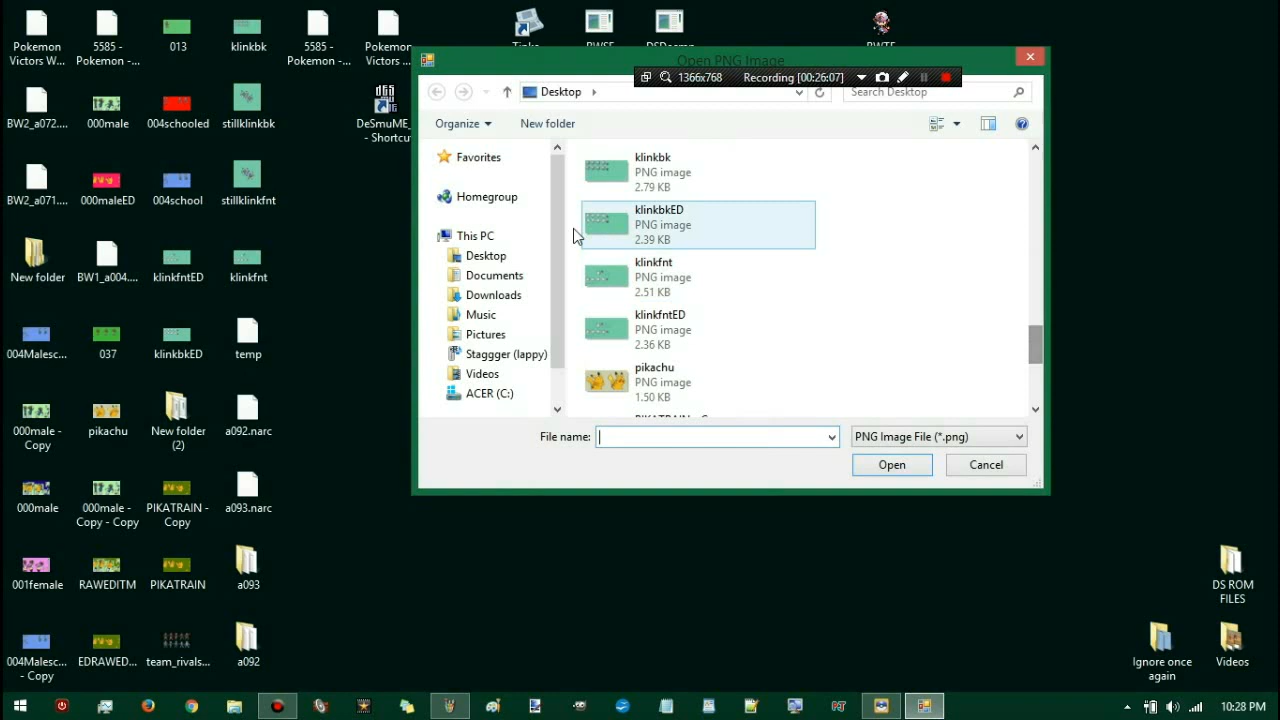 Pokemon
Victors W...
5585 -
Pokemon -...
013
klinkbk
5585 -
Pokemon -...
Pokemon
Victors ...
Tinke
BWSE
DSDecmp
BWTE
BW2_a072....
000male
004schooled
stillklinkbk
DeSmuME_
- Shortcu
BW2_a071....
000maleED
004school
stillklinkfnt
New folder
BW1_a004....
klinkfntED
klinkfnt
004Malesc...
037
klinkbkED
temp
000male -
Copy
pikachu
New folder
(2)
a092.narc
000male
000male -
Copy - Copy
PIKATRAIN -
Copy
a093.narc
001female
RAWEDITM
PIKATRAIN
a093
004Malesc...
- Copy
EDRAWED...
team_rivals...
a092
Open PNG Image
1366x768 Recording [00:26:07]
Desktop
Search Desktop
Organize
New folder
Favorites
Homegroup
This PC
Desktop
Documents
Downloads
Music
Pictures
Staggger (lappy)
Videos
ACER (C:)
klinkbk
PNG image
2.79 KB
klinkbkED
PNG image
2.39 KB
klinkfnt
PNG image
2.51 KB
klinkfntED
PNG image
2.36 KB
pikachu
PNG image
1.50 KB
File name:
PNG Image File (*.png)
Open
Cancel
DS ROM
FILES
Ignore once
again
Videos
10:28 PM